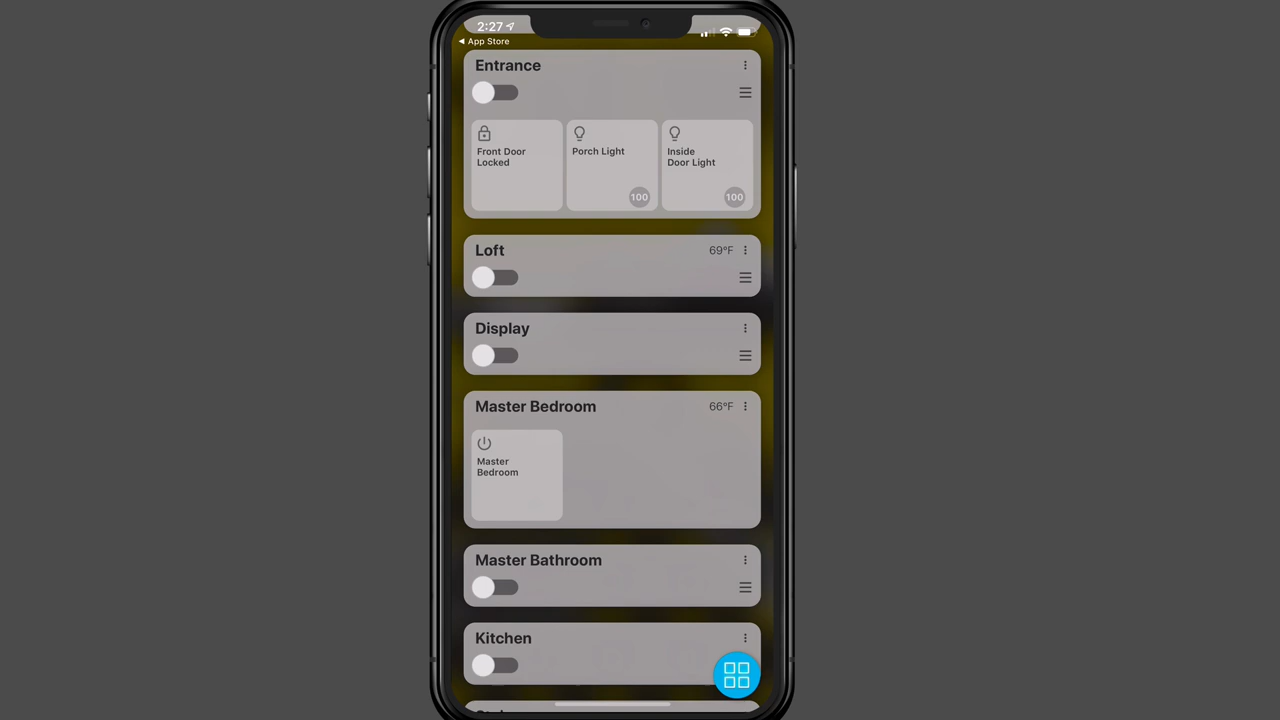 2:27
◀ App Store
Entrance
Front Door
Locked
Porch Light
100
Inside
Door Light
100
Loft
69°F
Display
Master Bedroom
66°F
Master
Bedroom
Master Bathroom
Kitchen